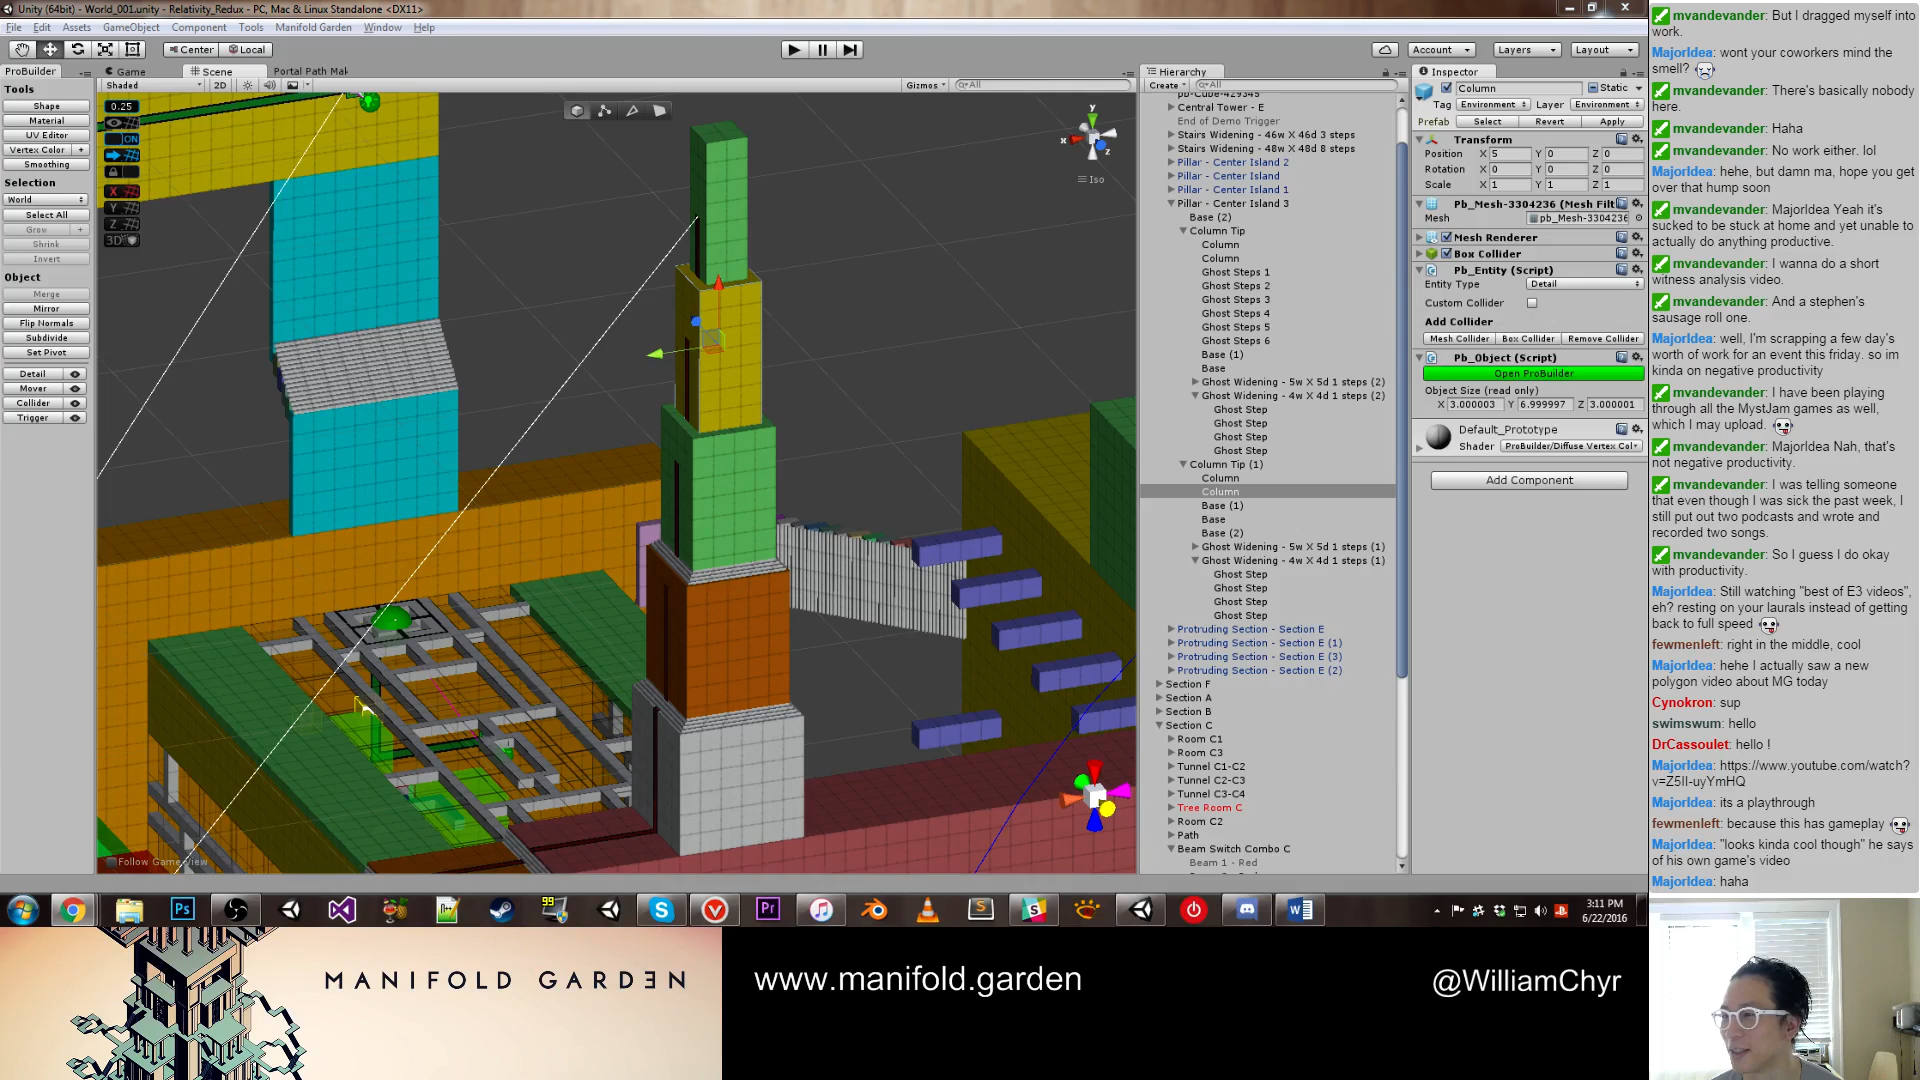 Unity (64bit) - World_001.unity - Relativity_Redux - PC, Mac & Linux Standalone <DX11>
File Edit Assets GameObject Component Tools Manifold Garden Window Help
Center Local
Account Layers Layout
ProBuilder
Game Scene Portal Path Mak
Shaded 2D Gizmos All
Tools
Shape
Material
UV Editor
Vertex Color +
Smoothing
Selection
World
Select All
Grow +
Shrink
Invert
Object
Merge
Mirror
Flip Normals
Subdivide
Set Pivot
Detail
Mover
Collider
Trigger
0.25
ON
X
Y
Z
3D
y
x
z
Iso
Follow Game View
Hierarchy
Create All
pb-Cube-429345
Central Tower - E
End of Demo Trigger
Stairs Widening - 46w X 46d 3 steps
Stairs Widening - 48w X 48d 8 steps
Pillar - Center Island 2
Pillar - Center Island
Pillar - Center Island 1
Pillar - Center Island 3
Base (2)
Column Tip
Column
Column
Ghost Steps 1
Ghost Steps 2
Ghost Steps 3
Ghost Steps 4
Ghost Steps 5
Ghost Steps 6
Base (1)
Base
Ghost Widening - 5w X 5d 1 steps (2)
Ghost Widening - 4w X 4d 1 steps (2)
Ghost Step
Ghost Step
Ghost Step
Ghost Step
Column Tip (1)
Column
Column
Base (1)
Base
Base (2)
Ghost Widening - 5w X 5d 1 steps (1)
Ghost Widening - 4w X 4d 1 steps (1)
Ghost Step
Ghost Step
Ghost Step
Ghost Step
Protruding Section - Section E
Protruding Section - Section E (1)
Protruding Section - Section E (3)
Protruding Section - Section E (2)
Section F
Section A
Section B
Section C
Room C1
Room C3
Tunnel C1-C2
Tunnel C2-C3
Tunnel C3-C4
Tree Room C
Room C2
Path
Beam Switch Combo C
Beam 1 - Red
Inspector
Column Static
Tag Environment Layer Environment
Prefab Select Revert Apply
Transform
Position X 5 Y 0 Z 0
Rotation X 0 Y 0 Z 0
Scale X 1 Y 1 Z 1
Pb_Mesh-3304236 (Mesh Filt
Mesh pb_Mesh-3304236
Mesh Renderer
Box Collider
Pb_Entity (Script)
Entity Type Detail
Custom Collider
Add Collider
Mesh Collider Box Collider Remove Collider
Pb_Object (Script)
Open ProBuilder
Object Size (read only)
X 3.000003 Y 6.999997 Z 3.000001
Default_Prototype
Shader ProBuilder/Diffuse Vertex Col
Add Component
mvandevander: But I dragged myself into
work.
MajorIdea: wont your coworkers mind the
smell?
mvandevander: There's basically nobody
here.
mvandevander: Haha
mvandevander: No work either. lol
MajorIdea: hehe, but damn ma, hope you get
over that hump soon
mvandevander: MajorIdea Yeah it's
sucked to be stuck at home and yet unable to
actually do anything productive.
mvandevander: I wanna do a short
witness analysis video.
mvandevander: And a stephen's
sausage roll one.
MajorIdea: well, I'm scrapping a few day's
worth of work for an event this friday. so im
kinda on negative productivity
mvandevander: I have been playing
through all the MystJam games as well,
which I may upload.
mvandevander: MajorIdea Nah, that's
not negative productivity.
mvandevander: I was telling someone
that even though I was sick the past week, I
still put out two podcasts and wrote and
recorded two songs.
mvandevander: So I guess I do okay
with productivity.
MajorIdea: Still watching "best of E3 videos",
eh? resting on your laurals instead of getting
back to full speed
fewmenleft: right in the middle, cool
MajorIdea: hehe I actually saw a new
polygon video about MG today
Cynokron: sup
swimswum: hello
DrCassoulet: hello !
MajorIdea: https://www.youtube.com/watch?
v=Z5II-uyYmHQ
MajorIdea: its a playthrough
fewmenleft: because this has gameplay
MajorIdea: "looks kinda cool though" he says
of his own game's video
MajorIdea: haha
Ps
99
Pr
S
W
3:11 PM
6/22/2016
MANIFOLD GARDƎN
www.manifold.garden
@WilliamChyr